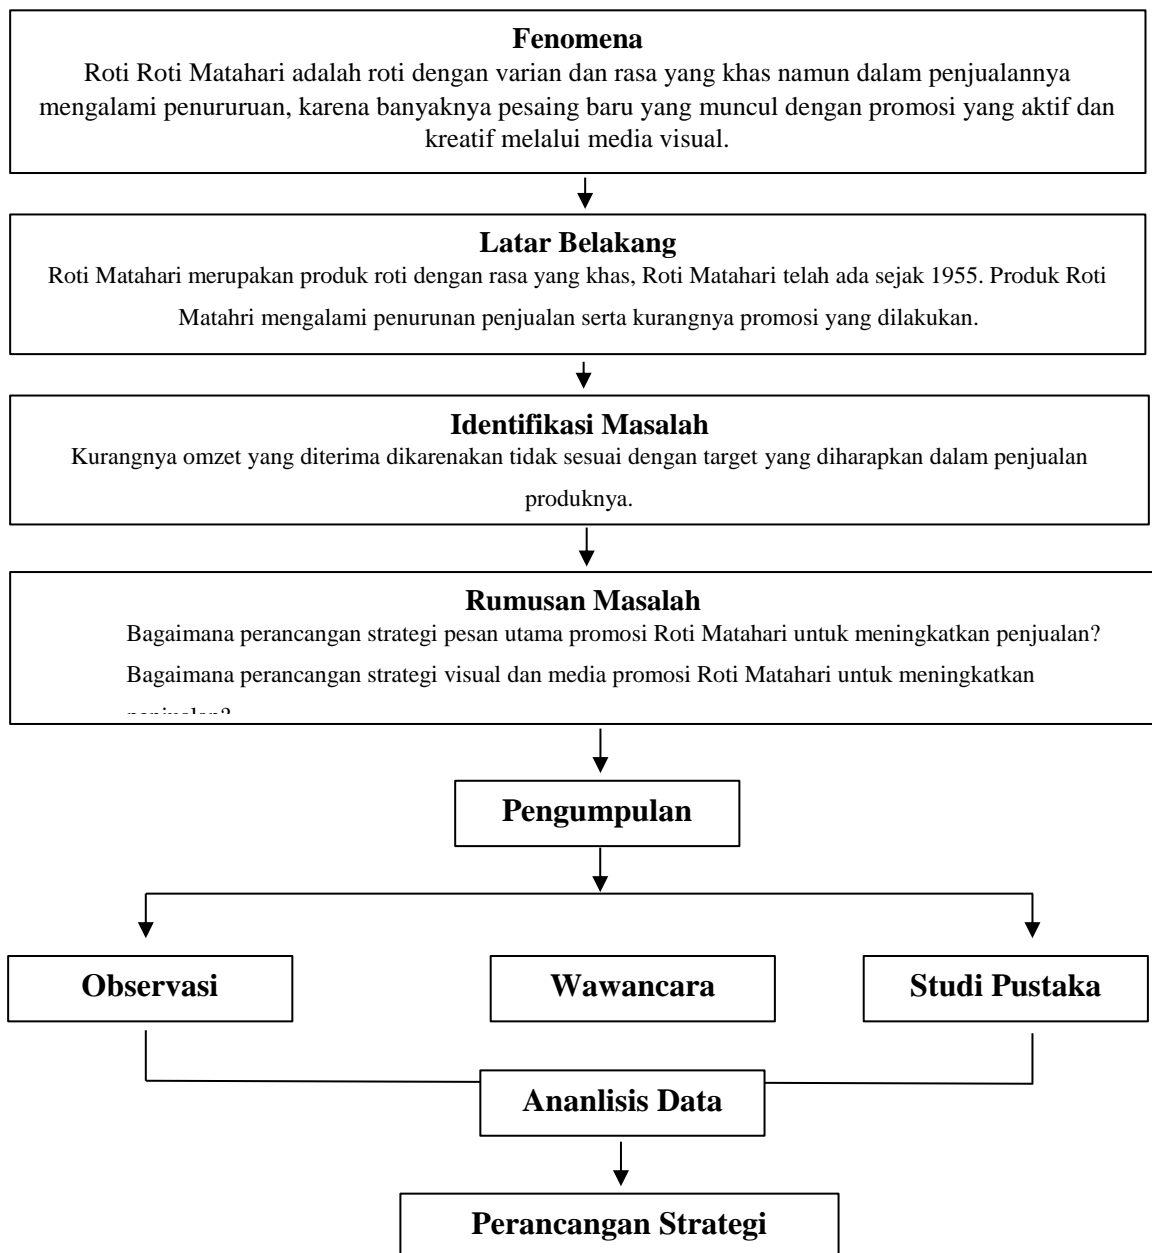 Fenomena
Roti Roti Matahari adalah roti dengan varian dan rasa yang khas namun dalam penjualannya
mengalami penururuan, karena banyaknya pesaing baru yang muncul dengan promosi yang aktif dan
kreatif melalui media visual.
Latar Belakang
Roti Matahari merupakan produk roti dengan rasa yang khas, Roti Matahari telah ada sejak 1955. Produk Roti
Matahri mengalami penurunan penjualan serta kurangnya promosi yang dilakukan.
Identifikasi Masalah
Kurangnya omzet yang diterima dikarenakan tidak sesuai dengan target yang diharapkan dalam penjualan
produknya.
Rumusan Masalah
Bagaimana perancangan strategi pesan utama promosi Roti Matahari untuk meningkatkan penjualan?
Bagaimana perancangan strategi visual dan media promosi Roti Matahari untuk meningkatkan
penjualan?
Pengumpulan
Observasi
Wawancara
Studi Pustaka
Ananlisis Data
Perancangan Strategi